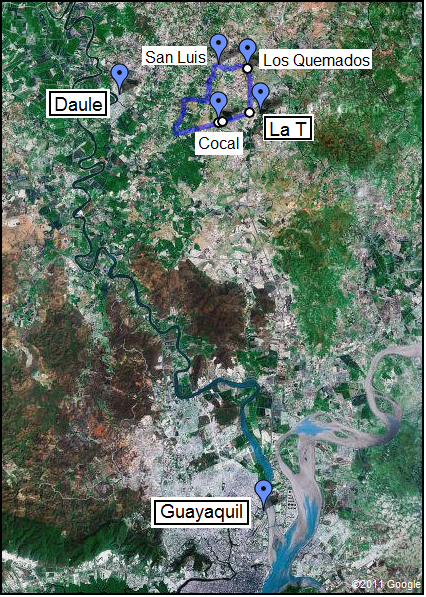 San Luis
Los Quemados
Daule
La T
Cocal
Guayaquil
©2011 Google